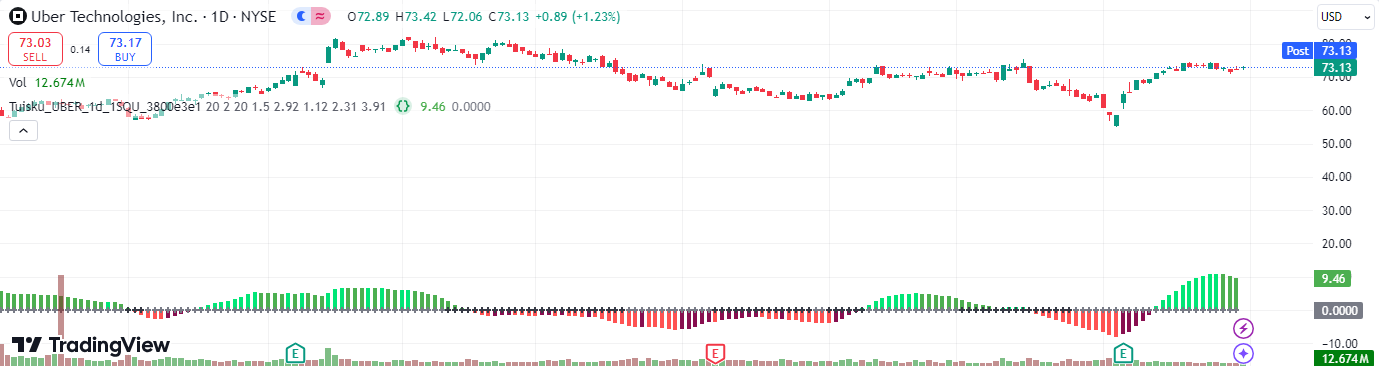 Uber Technologies, Inc. · 1D · NYSE O72.89 H73.42 L72.06 C73.13 +0.89 (+1.23%)
USD
73.03 0.14 73.17
SELL BUY
80.00
Post 73.13
73.13
70.00
Vol 12.674M
Tuisku_UBER_1d_1SQU_3800e3e1 20 2 20 1.5 2.92 1.12 2.31 3.91 {} 9.46 0.0000
60.00
50.00
40.00
30.00
20.00
9.46
0.0000
−10.00
TradingView
E E E
12.674M